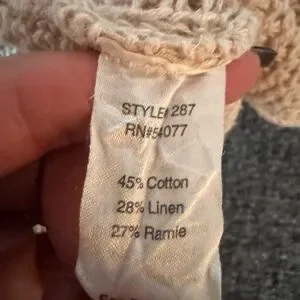 STYLE# 287
RN#54077
45% Cotton
28% Linen
27% Ramie